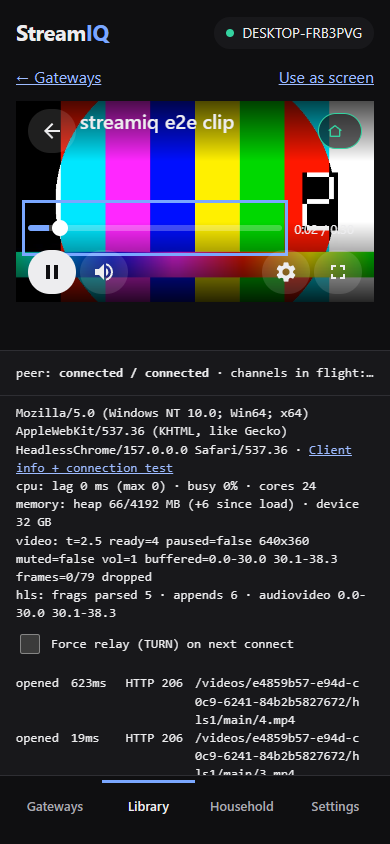 StreamIQ
DESKTOP-FRB3PVG
← Gateways
Use as screen
streamiq e2e clip
2
0:02 /
peer: connected / connected · channels in flight:…
Mozilla/5.0 (Windows NT 10.0; Win64; x64)
AppleWebKit/537.36 (KHTML, like Gecko)
HeadlessChrome/157.0.0.0 Safari/537.36 · Client
info + connection test
cpu: lag 0 ms (max 0) · busy 0% · cores 24
memory: heap 66/4192 MB (+6 since load) · device
32 GB
video: t=2.5 ready=4 paused=false 640x360
muted=false vol=1 buffered=0.0-30.0 30.1-38.3
frames=0/79 dropped
hls: frags parsed 5 · appends 6 · audiovideo 0.0-
30.0 30.1-38.3
Force relay (TURN) on next connect
opened 623ms HTTP 206 /videos/e4859b57-e94d-c
0c9-6241-84b2b5827672/h
ls1/main/4.mp4
opened 19ms HTTP 206 /videos/e4859b57-e94d-c
0c9-6241-84b2b5827672/h
ls1/main/3.mp4
Gateways
Library
Household
Settings